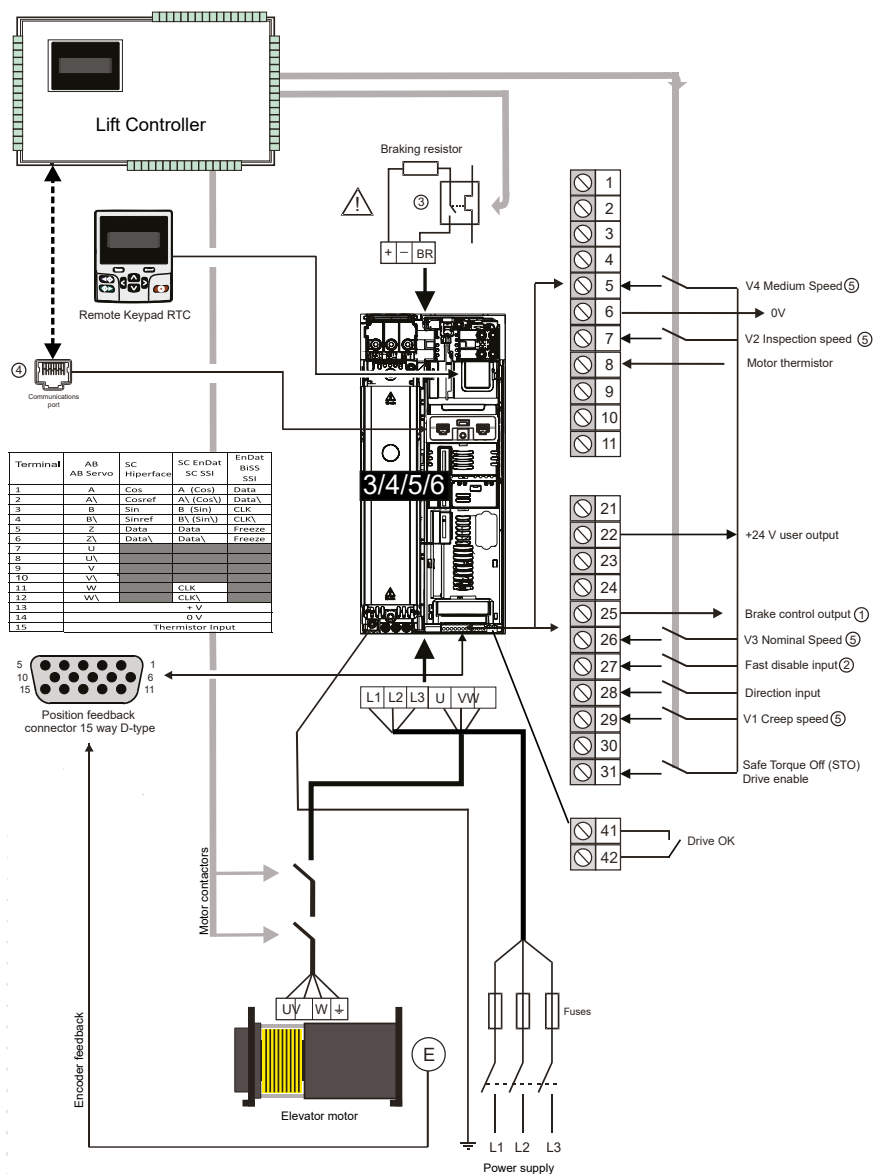 Lift Controller
Braking resistor
③
+ − BR
Remote Keypad RTC
④
Communications
port
3/4/5/6
Terminal | AB AB Servo | SC Hiperface | SC EnDat SC SSI | EnDat BiSS SSI
1 | A | Cos | A (Cos) | Data
2 | A\ | Cosref | A\ (Cos\) | Data\
3 | B | Sin | B (Sin) | CLK
4 | B\ | Sinref | B\ (Sin\) | CLK\
5 | Z | Data | Data | Freeze
6 | Z\ | Data\ | Data\ | Freeze
7 | U
8 | U\
9 | V
10 | V\
11 | W | CLK
12 | W\ | CLK\
13 | + V
14 | 0 V
15 | Thermistor Input
5 1
10 6
15 11
Position feedback
connector 15 way D-type
L1 L2 L3 U VW
Motor contactors
Encoder feedback
UV W
E
Elevator motor
Fuses
L1 L2 L3
Power supply
1
2
3
4
5 V4 Medium Speed ⑤
6 0V
7 V2 Inspection speed ⑤
8 Motor thermistor
9
10
11
21
22 +24 V user output
23
24
25 Brake control output ①
26 V3 Nominal Speed ⑤
27 Fast disable input ②
28 Direction input
29 V1 Creep speed ⑤
30
31 Safe Torque Off (STO)
Drive enable
41
42
Drive OK